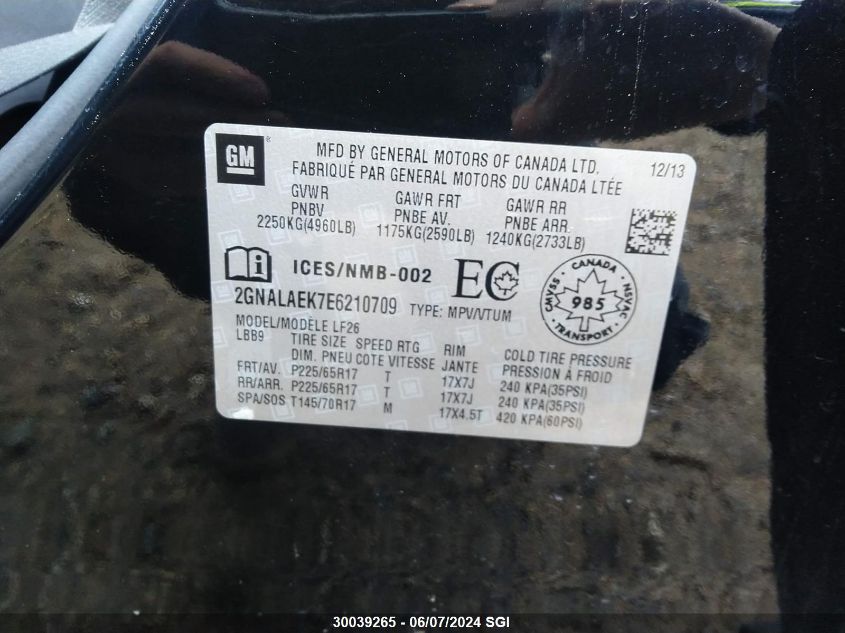 GM
MFD BY GENERAL MOTORS OF CANADA LTD. 12/13
FABRIQUÉ PAR GENERAL MOTORS DU CANADA LTÉE
GVWR GAWR FRT GAWR RR
PNBV PNBE AV. PNBE ARR.
2250KG(4960LB) 1175KG(2590LB) 1240KG(2733LB)
i ICES/NMB-002 EC
CANADA
CMVSS 985 NSVAC
TRANSPORT
2GNALAEK7E6210709 TYPE: MPV/VTUM
MODEL/MODÈLE LF26
LBB9 TIRE SIZE SPEED RTG RIM COLD TIRE PRESSURE
DIM. PNEU COTE VITESSE JANTE PRESSION À FROID
FRT/AV. P225/65R17 T 17X7J 240 KPA(35PSI)
RR/ARR. P225/65R17 T 17X7J 240 KPA(35PSI)
SPA/SOS T145/70R17 M 17X4.5T 420 KPA(60PSI)
30039265 - 06/07/2024 SGI